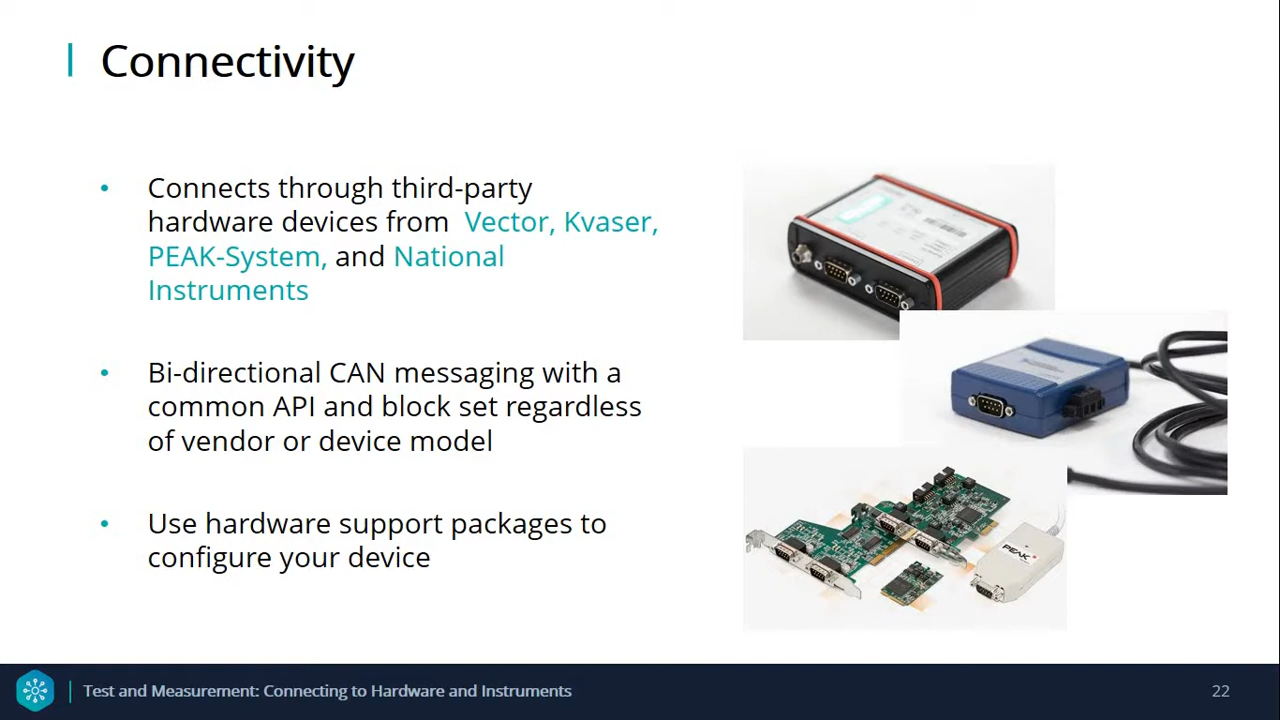 Connectivity
• Connects through third-party
hardware devices from Vector, Kvaser,
PEAK-System, and National
Instruments
• Bi-directional CAN messaging with a
common API and block set regardless
of vendor or device model
• Use hardware support packages to
configure your device
PEAK
Test and Measurement: Connecting to Hardware and Instruments
22